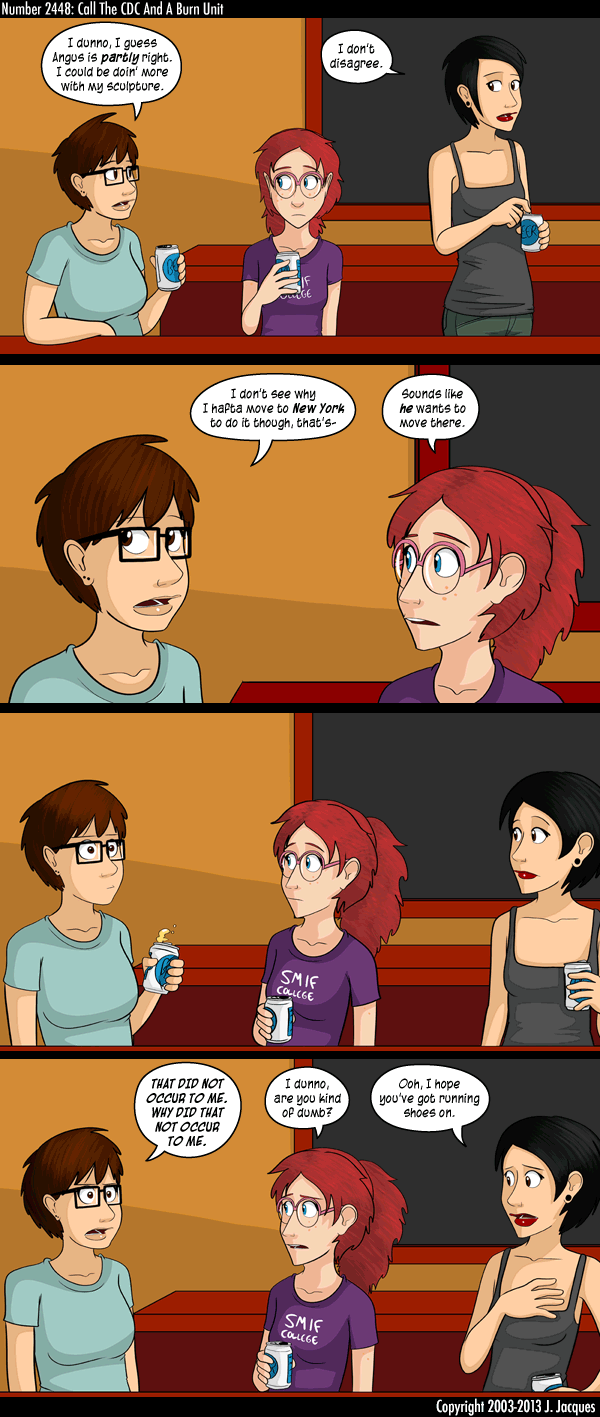 Number 2448: Call The CDC And A Burn Unit
I dunno, I guess
Angus is partly right.
I could be doin' more
with my sculpture.
I don't
disagree.
SMIF
COLLEGE
I don't see why
I hafta move to New York
to do it though, that's-
Sounds like
he wants to
move there.
SMIF
COLLEGE
THAT DID NOT
OCCUR TO ME.
WHY DID THAT
NOT OCCUR
TO ME.
I dunno,
are you kind
of dumb?
Ooh, I hope
you've got running
shoes on.
SMIF
COLLEGE
Copyright 2003-2013 J. Jacques